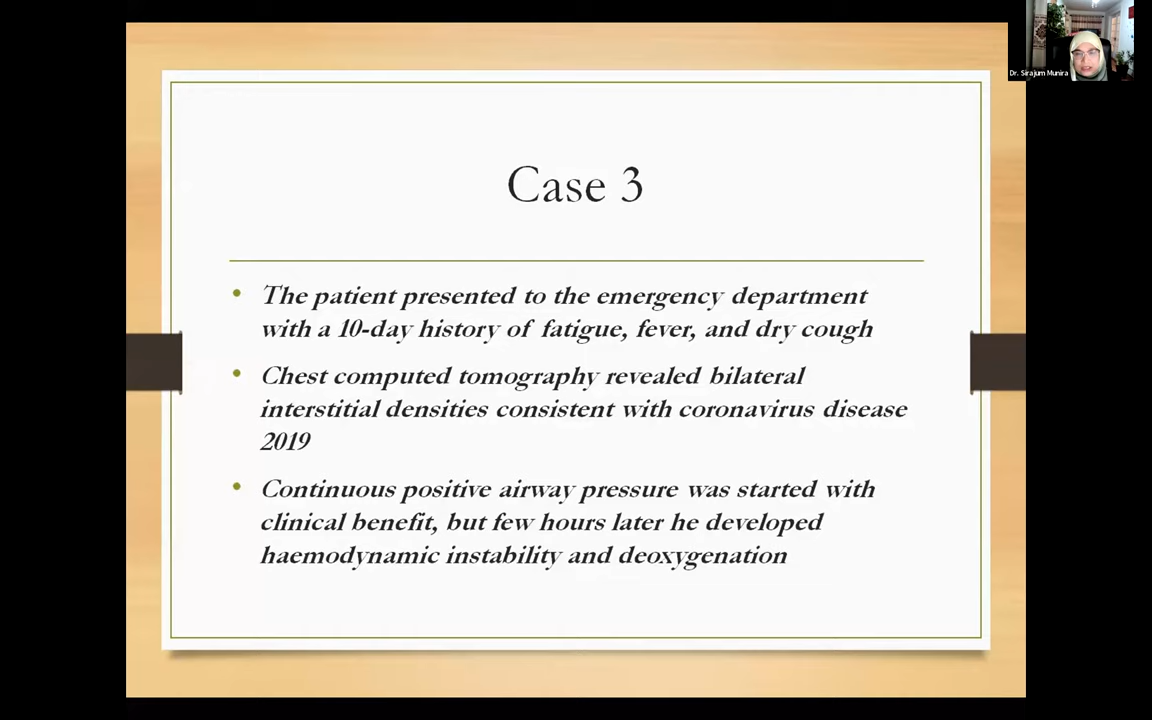 Dr. Sirajum Munira
Case 3
• The patient presented to the emergency department
with a 10-day history of fatigue, fever, and dry cough
• Chest computed tomography revealed bilateral
interstitial densities consistent with coronavirus disease
2019
• Continuous positive airway pressure was started with
clinical benefit, but few hours later he developed
haemodynamic instability and deoxygenation